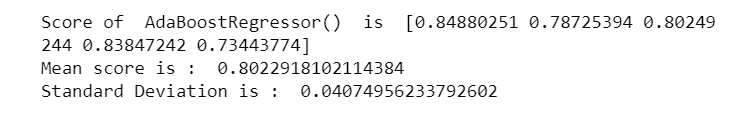 Score of  AdaBoostRegressor()  is  [0.84880251 0.78725394 0.80249
244 0.83847242 0.73443774]
Mean score is :  0.8022918102114384
Standard Deviation is :  0.04074956233792602